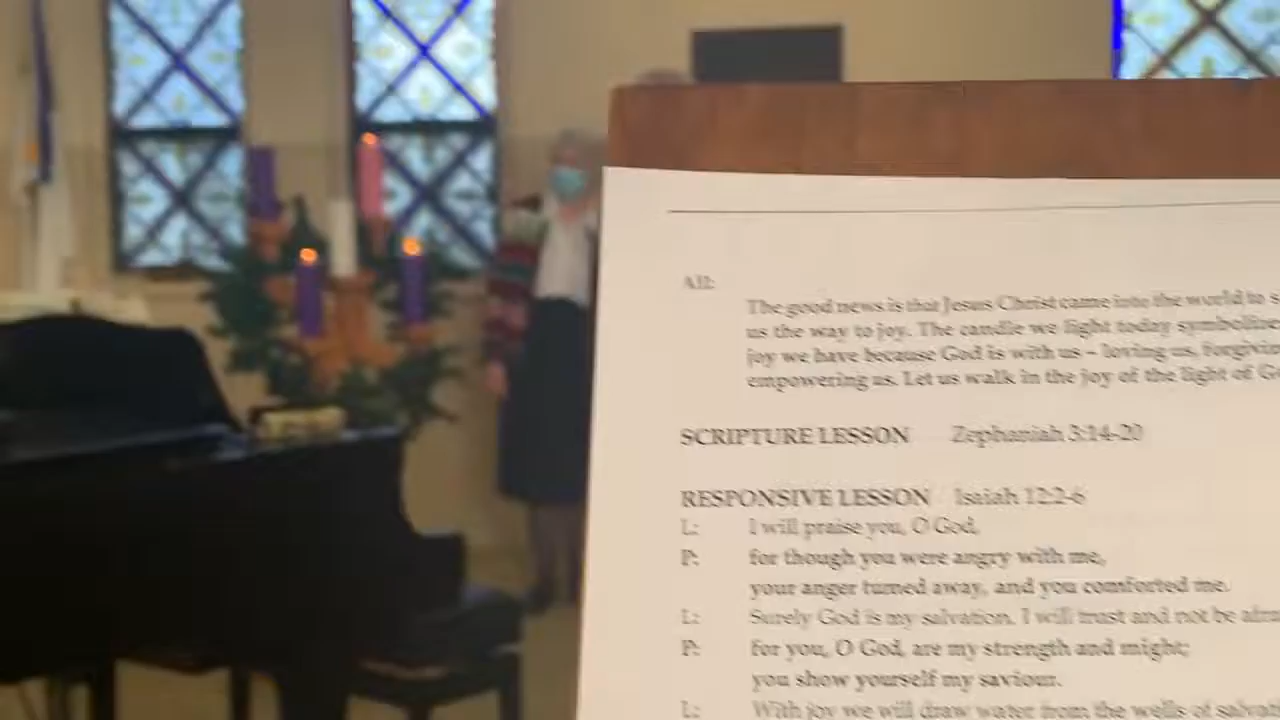 All:
The good news is that Jesus Christ came into the world to
us the way to joy. The candle we light today
joy we have because God is with us – loving us,
empowering us. Let us walk in the joy of the light of
SCRIPTURE LESSON Zephaniah 3:14-20
RESPONSIVE LESSON Isaiah 12:2-6
L: I will praise you, O God,
P: for though you were angry with me,
your anger turned away, and you comforted me.
L: Surely God is my salvation. I will trust and not be
P: for you, O God, are my strength and might;
you show yourself my saviour.
L: With joy we will draw water from the wells of